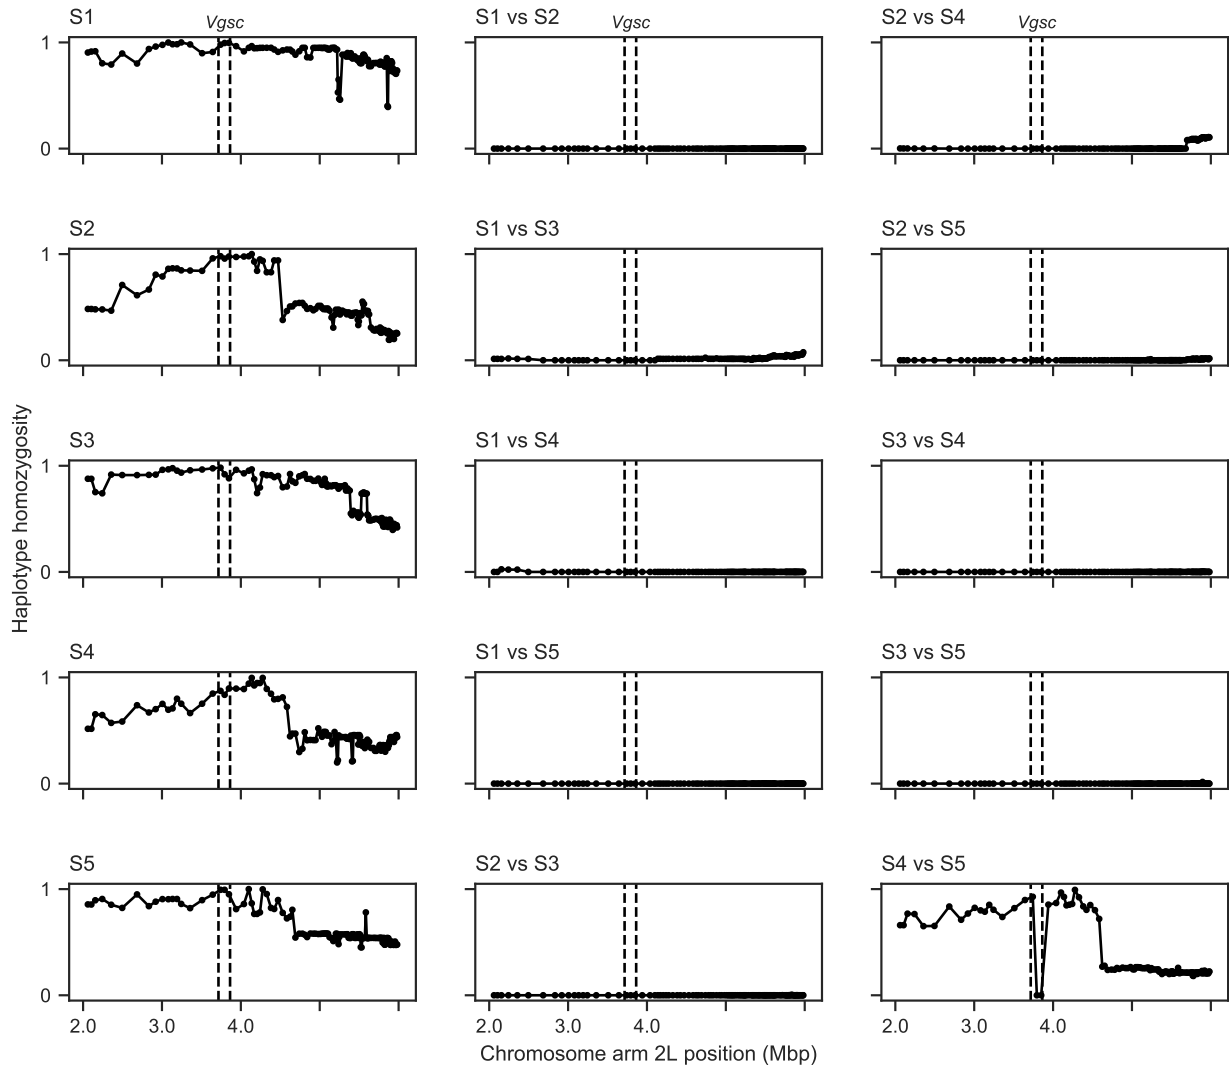 S1
Vgsc
1
0
S1 vs S2
Vgsc
S2 vs S4
Vgsc
S2
1
0
S1 vs S3
S2 vs S5
S3
1
0
S1 vs S4
S3 vs S4
S4
1
0
S1 vs S5
S3 vs S5
S5
1
0
2.0 3.0 4.0
S2 vs S3
2.0 3.0 4.0
S4 vs S5
2.0 3.0 4.0
Haplotype homozygosity
Chromosome arm 2L position (Mbp)